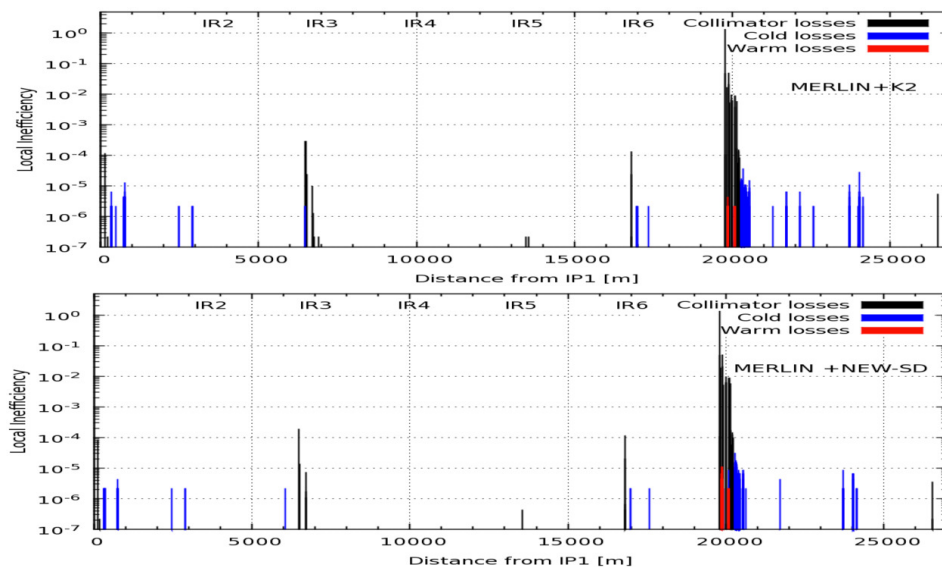 IR2 IR3 IR4 IR5 IR6
Collimator losses
Cold losses
Warm losses
MERLIN+K2
Local Inefficiency
10⁰
10⁻¹
10⁻²
10⁻³
10⁻⁴
10⁻⁵
10⁻⁶
10⁻⁷
0 5000 10000 15000 20000 25000
Distance from IP1 [m]
IR2 IR3 IR4 IR5 IR6
Collimator losses
Cold losses
Warm losses
MERLIN +NEW-SD
Local Inefficiency
10⁰
10⁻¹
10⁻²
10⁻³
10⁻⁴
10⁻⁵
10⁻⁶
10⁻⁷
0 5000 10000 15000 20000 25000
Distance from IP1 [m]